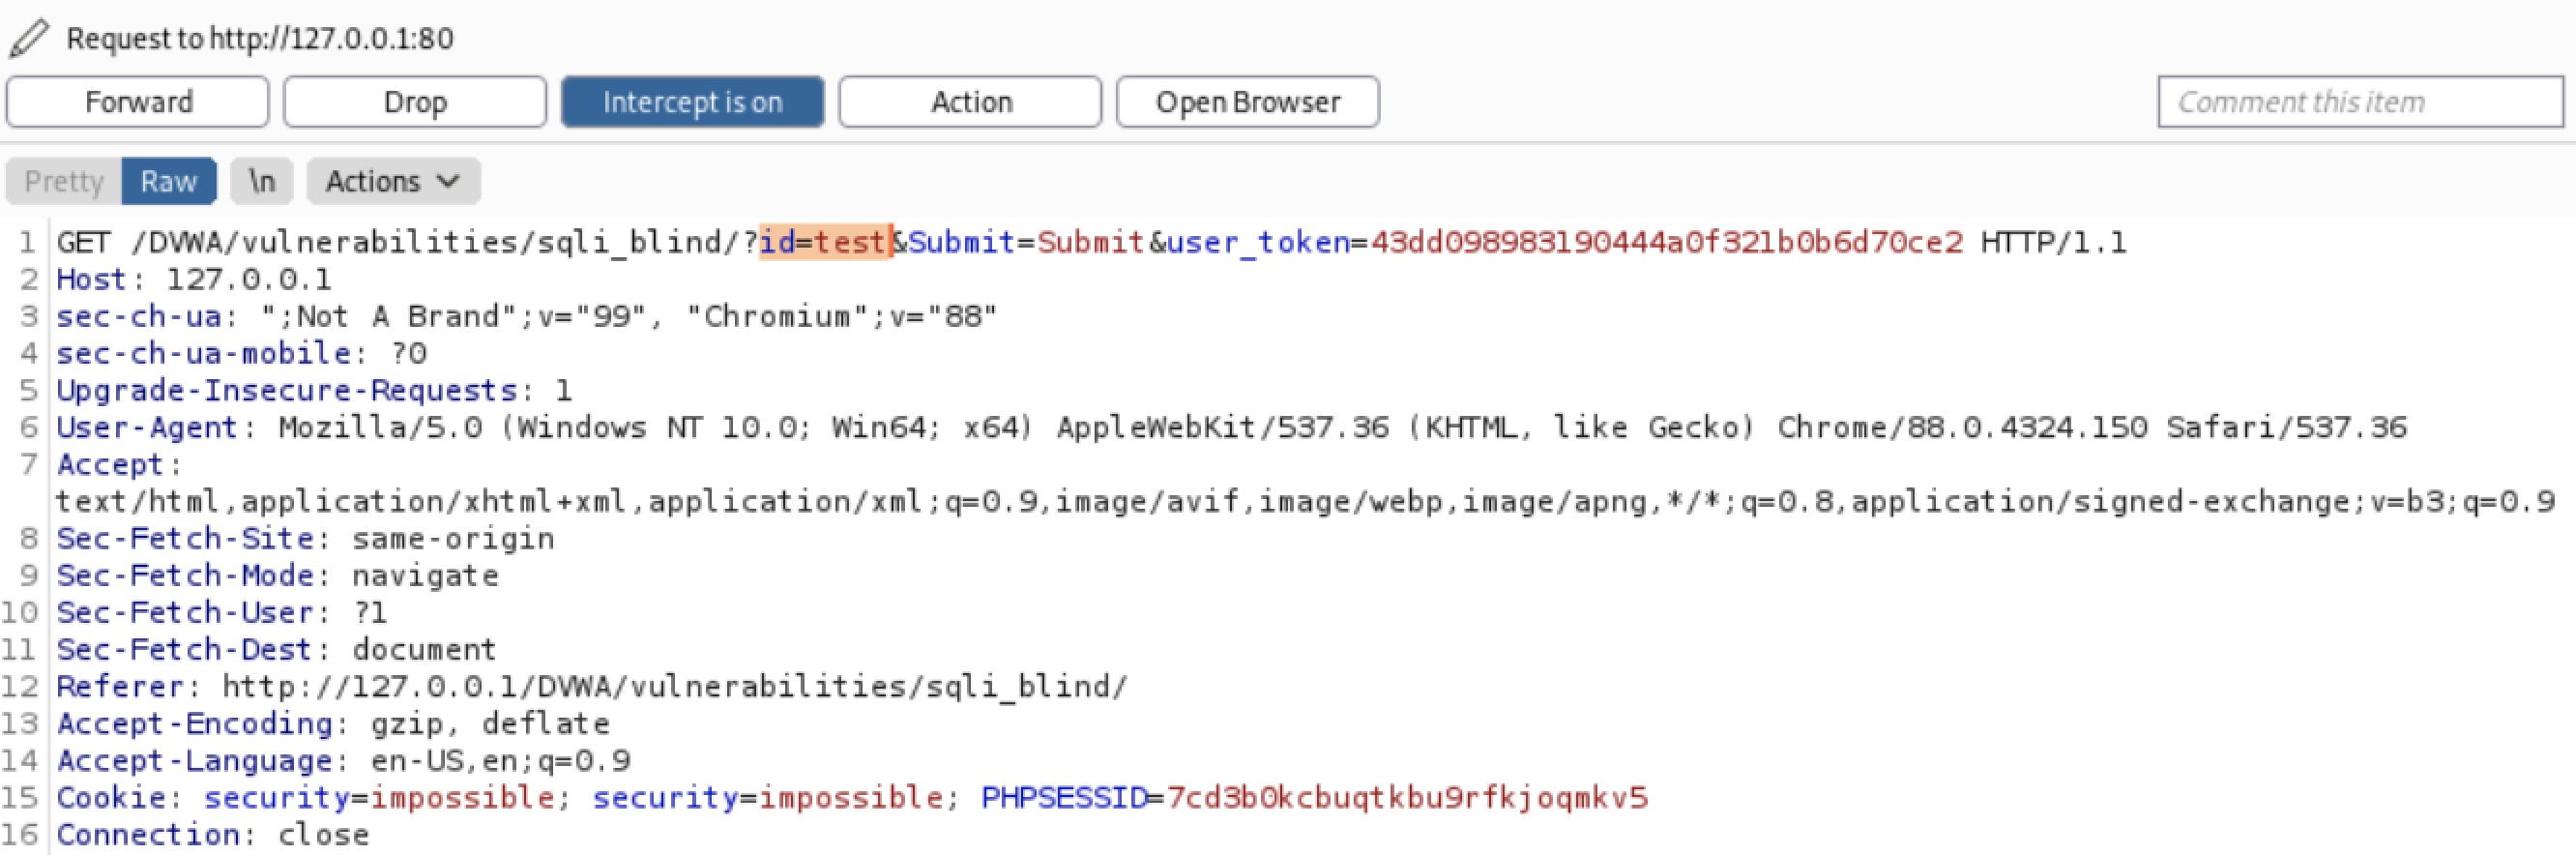 Request to http://127.0.0.1:80
Forward Drop Intercept is on Action Open Browser Comment this item
Pretty Raw \n Actions
1 GET /DVWA/vulnerabilities/sqli_blind/?id=test&Submit=Submit&user_token=43dd098983190444a0f321b0b6d70ce2 HTTP/1.1
2 Host: 127.0.0.1
3 sec-ch-ua: ";Not A Brand";v="99", "Chromium";v="88"
4 sec-ch-ua-mobile: ?0
5 Upgrade-Insecure-Requests: 1
6 User-Agent: Mozilla/5.0 (Windows NT 10.0; Win64; x64) AppleWebKit/537.36 (KHTML, like Gecko) Chrome/88.0.4324.150 Safari/537.36
7 Accept:
text/html,application/xhtml+xml,application/xml;q=0.9,image/avif,image/webp,image/apng,*/*;q=0.8,application/signed-exchange;v=b3;q=0.9
8 Sec-Fetch-Site: same-origin
9 Sec-Fetch-Mode: navigate
10 Sec-Fetch-User: ?1
11 Sec-Fetch-Dest: document
12 Referer: http://127.0.0.1/DVWA/vulnerabilities/sqli_blind/
13 Accept-Encoding: gzip, deflate
14 Accept-Language: en-US,en;q=0.9
15 Cookie: security=impossible; security=impossible; PHPSESSID=7cd3b0kcbuqtkbu9rfkjoqmkv5
16 Connection: close